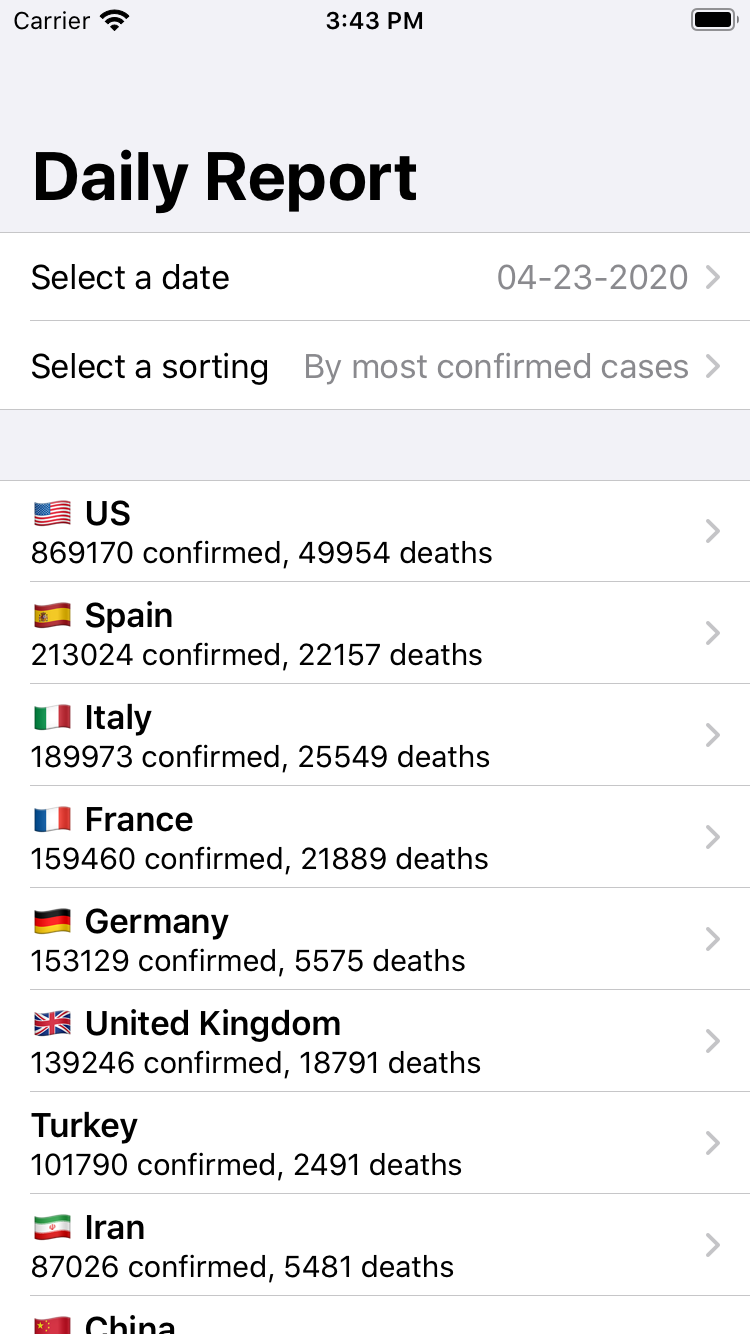 Carrier 3:43 PM
Daily Report
Select a date 04-23-2020
Select a sorting By most confirmed cases
US
869170 confirmed, 49954 deaths
Spain
213024 confirmed, 22157 deaths
Italy
189973 confirmed, 25549 deaths
France
159460 confirmed, 21889 deaths
Germany
153129 confirmed, 5575 deaths
United Kingdom
139246 confirmed, 18791 deaths
Turkey
101790 confirmed, 2491 deaths
Iran
87026 confirmed, 5481 deaths
China